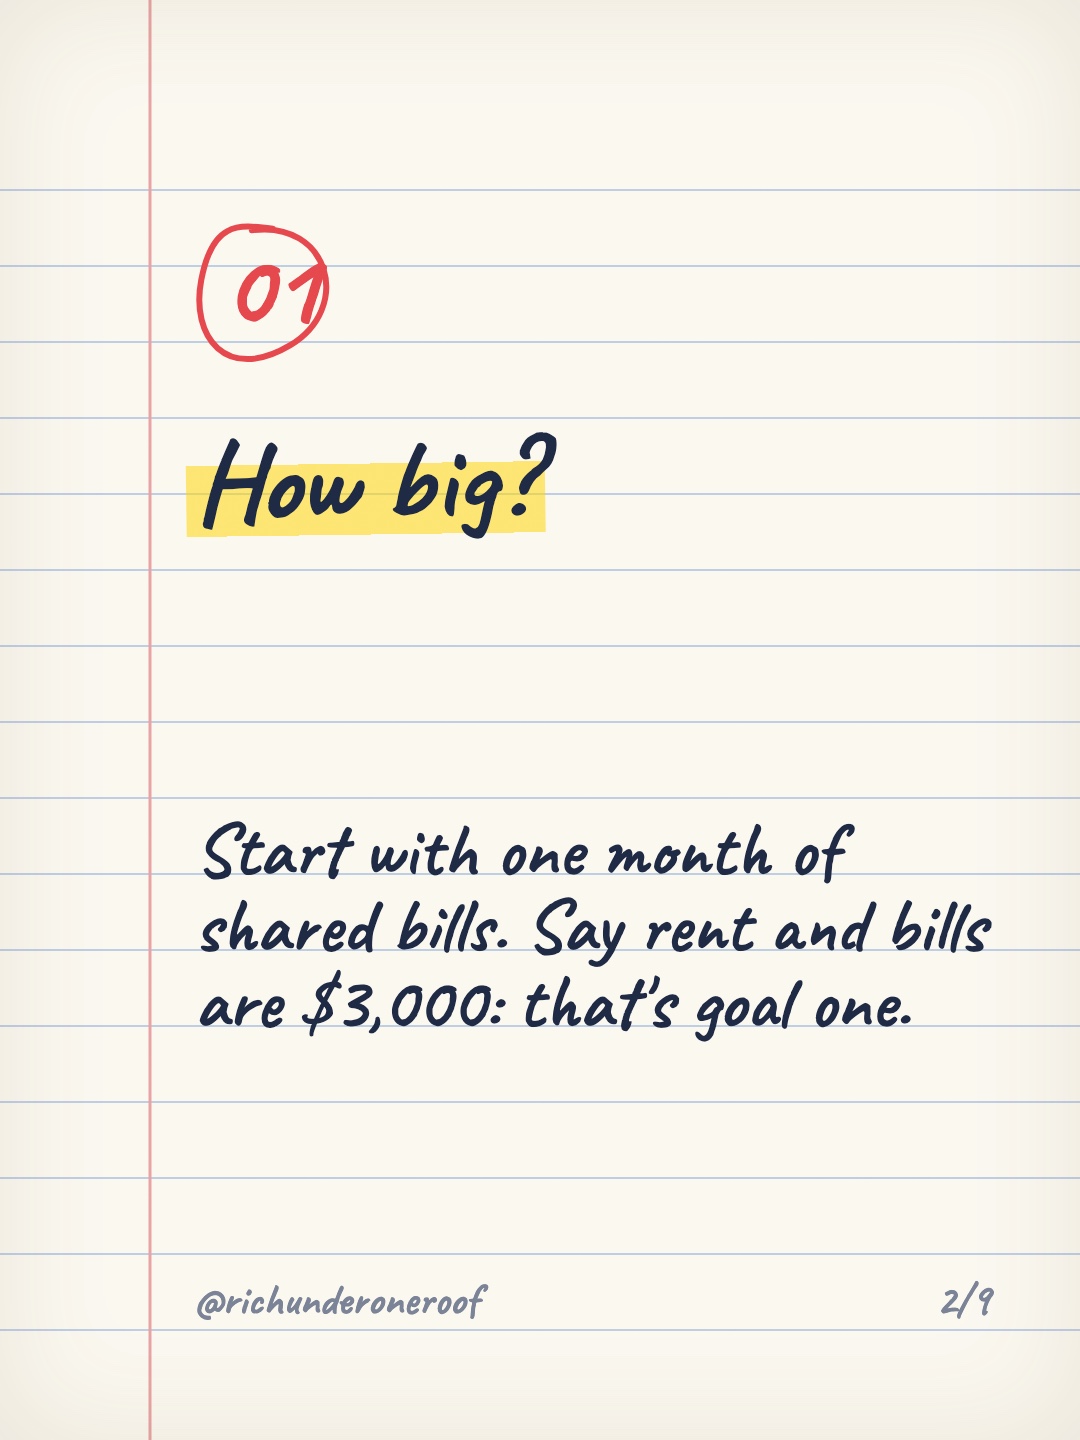 01
How big?
Start with one month of
shared bills. Say rent and bills
are $3,000: that's goal one.
@richunderoneroof
2/9